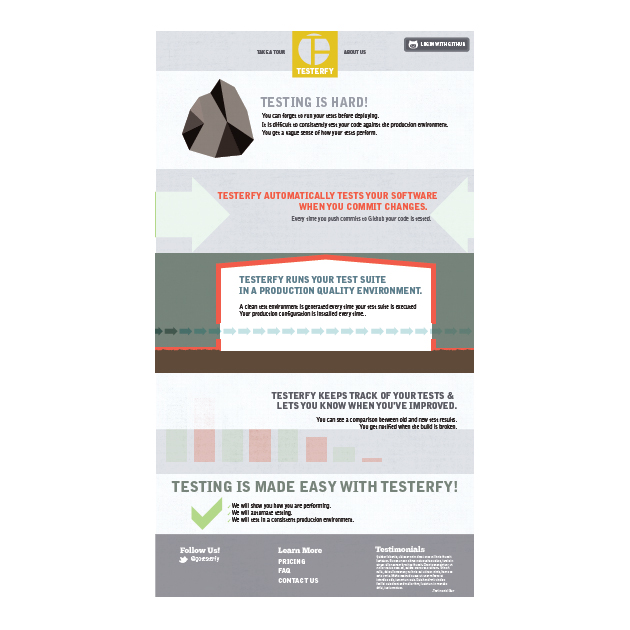 TAKE A TOUR
TESTERFY
ABOUT US
LOGIN WITH GITHUB
TESTING IS HARD!
You can forget to run your tests before deploying.
It is difficult to consistently test your code against the production environment.
You get a vague sense of how your tests perform.
TESTERFY AUTOMATICALLY TESTS YOUR SOFTWARE
WHEN YOU COMMIT CHANGES.
Every time you push commits to Github your code is tested.
TESTERFY RUNS YOUR TEST SUITE
IN A PRODUCTION QUALITY ENVIRONMENT.
A clean test environment is generated every time your test suite is executed
Your production configuration is installed every time..
TESTERFY KEEPS TRACK OF YOUR TESTS &
LETS YOU KNOW WHEN YOU'VE IMPROVED.
You can see a comparison between old and new test results.
You get notified when the build is broken.
TESTING IS MADE EASY WITH TESTERFY!
We will show you how you are performing.
We will automate testing.
We will test in a consistent production environment.
Follow Us!
Learn More
PRICING
FAQ
CONTACT US
Testimonials